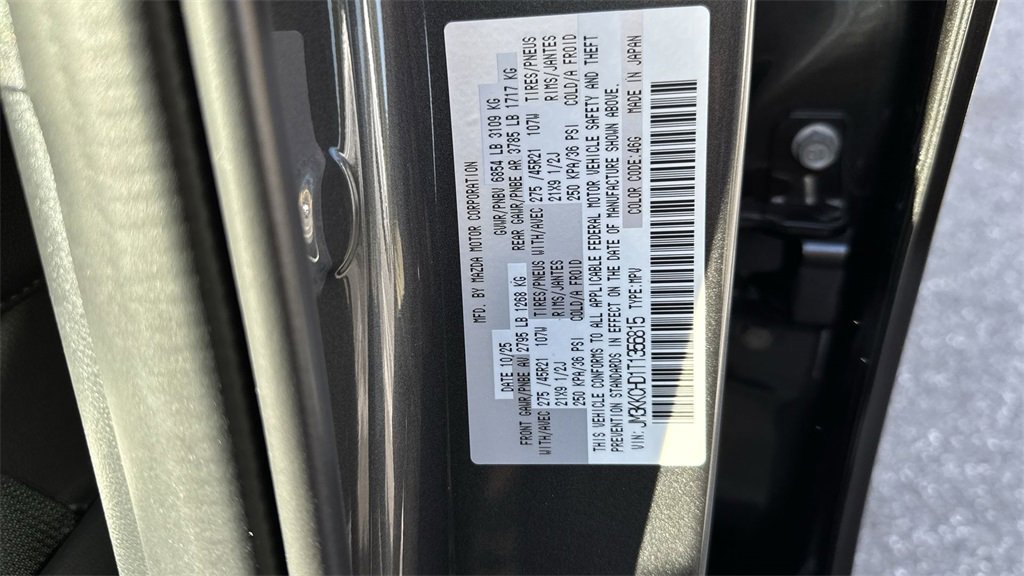 MFD. BY MAZDA MOTOR CORPORATION
DATE 10/25 GVWR/PNBV 6854 LB 3109 KG
FRONT GAWR/PNBE AV 2795 LB 1268 KG REAR GAWR/PNBE AR 3785 LB 1717 KG
WITH/AVEC 275 /45R21 107W TIRES/PNEUS WITH/AVEC 275 /45R21 107W TIRES/PNEUS
21X9 1/2J RIMS/JANTES 21X9 1/2J RIMS/JANTES
250 KPA/36 PSI COLD/A FROID 250 KPA/36 PSI COLD/A FROID
THIS VEHICLE CONFORMS TO ALL APPLICABLE FEDERAL MOTOR VEHICLE SAFETY AND THEFT
PREVENTION STANDARDS IN EFFECT ON THE DATE OF MANUFACTURE SHOWN ABOVE.
VIN: JM3KKCHD1T1356815 TYPE:MPV COLOR CODE:A6G MADE IN JAPAN